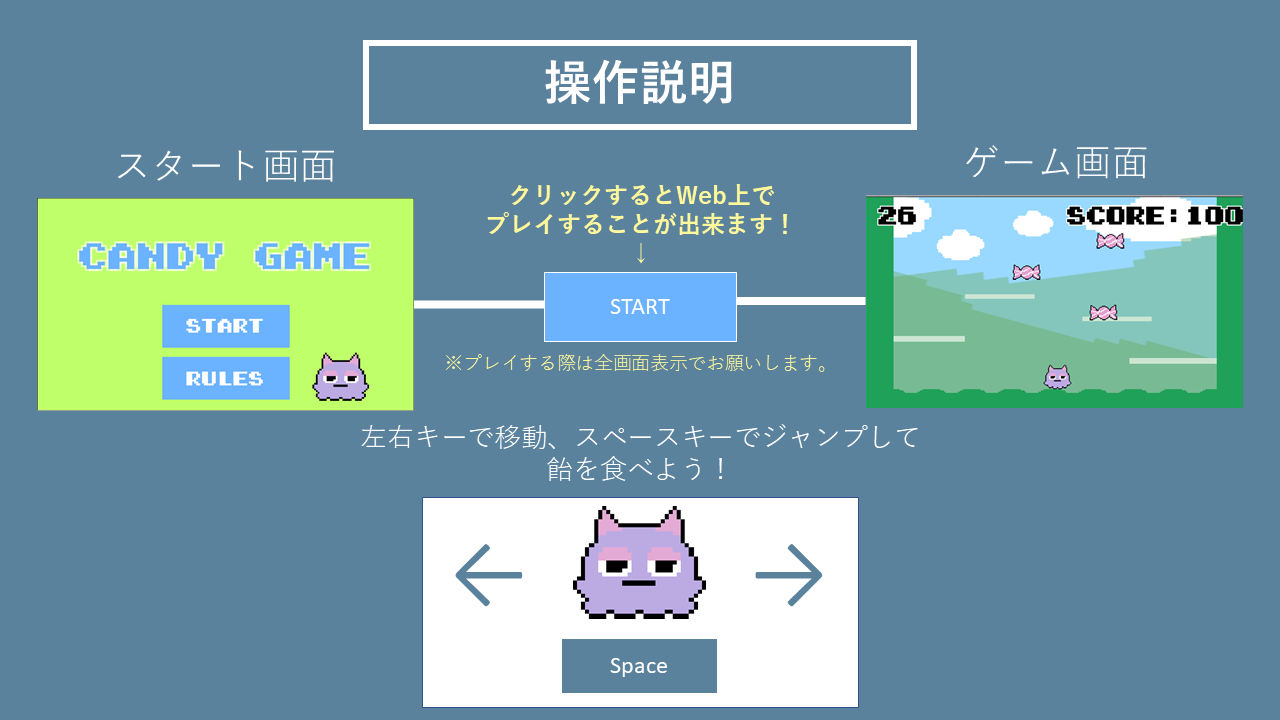 操作説明
スタート画面
CANDY GAME
START
RULES
クリックするとWeb上で
プレイすることが出来ます！
↓
START
※プレイする際は全画面表示でお願いします。
ゲーム画面
26
SCORE:100
左右キーで移動、スペースキーでジャンプして
飴を食べよう！
Space